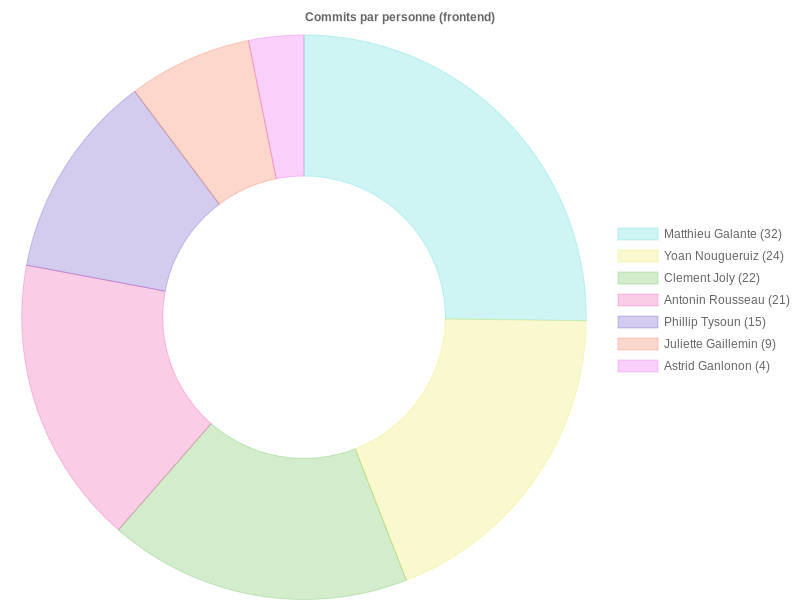 Commits par personne (frontend)
Matthieu Galante (32)
Yoan Nougueruiz (24)
Clement Joly (22)
Antonin Rousseau (21)
Phillip Tysoun (15)
Juliette Gaillemin (9)
Astrid Ganlonon (4)